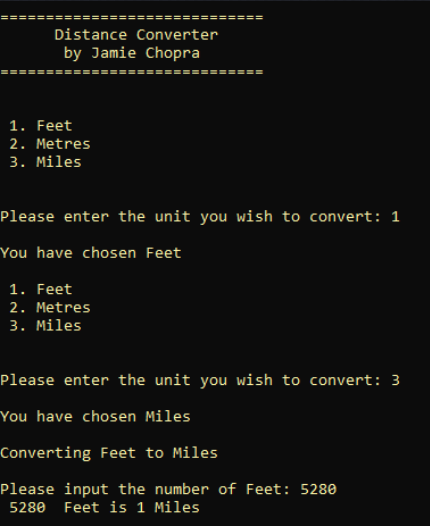 =============================
Distance Converter
by Jamie Chopra
=============================
1. Feet
2. Metres
3. Miles
Please enter the unit you wish to convert: 1
You have chosen Feet
1. Feet
2. Metres
3. Miles
Please enter the unit you wish to convert: 3
You have chosen Miles
Converting Feet to Miles
Please input the number of Feet: 5280
5280  Feet is 1 Miles